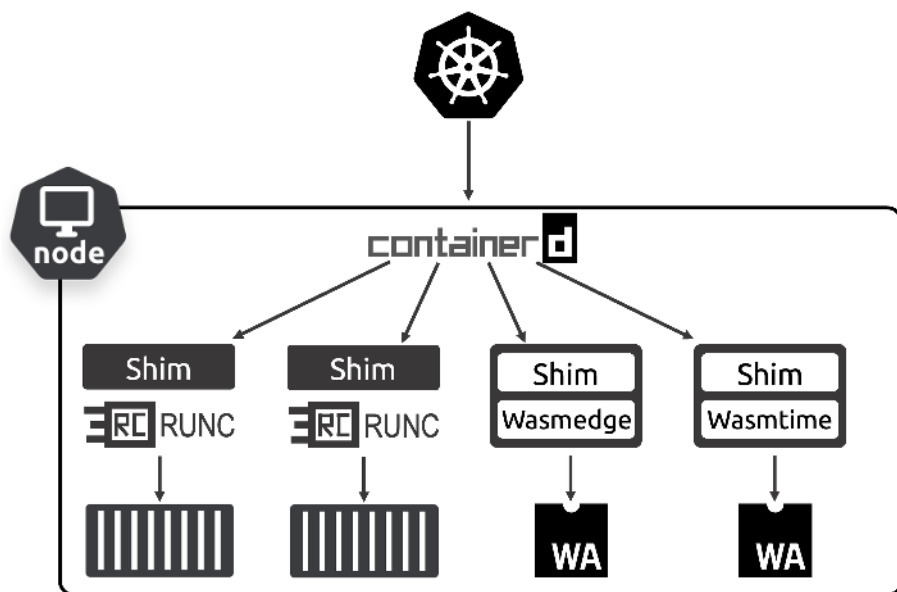 node
containerd
Shim
Shim
Shim
Shim
RC RUNC
RC RUNC
Wasmedge
Wasmtime
WA
WA